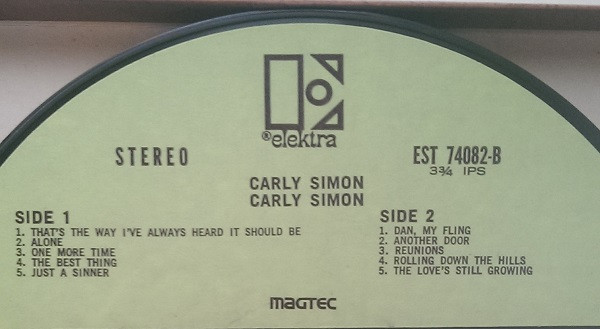 elektra
STEREO
EST 74082-B
3¾ IPS
CARLY SIMON
CARLY SIMON
SIDE 1
1. THAT'S THE WAY I'VE ALWAYS HEARD IT SHOULD BE
2. ALONE
3. ONE MORE TIME
4. THE BEST THING
5. JUST A SINNER
SIDE 2
1. DAN, MY FLING
2. ANOTHER DOOR
3. REUNIONS
4. ROLLING DOWN THE HILLS
5. THE LOVE'S STILL GROWING
MAGTEC